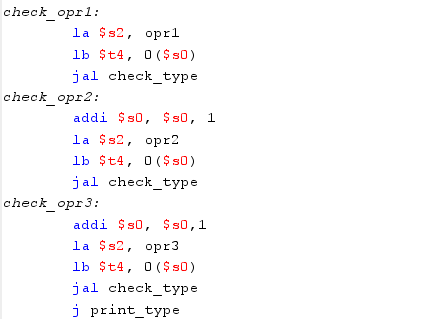 check_opr1:
la $s2, opr1
lb $t4, 0($s0)
jal check_type
check_opr2:
addi $s0, $s0, 1
la $s2, opr2
lb $t4, 0($s0)
jal check_type
check_opr3:
addi $s0, $s0,1
la $s2, opr3
lb $t4, 0($s0)
jal check_type
j print_type